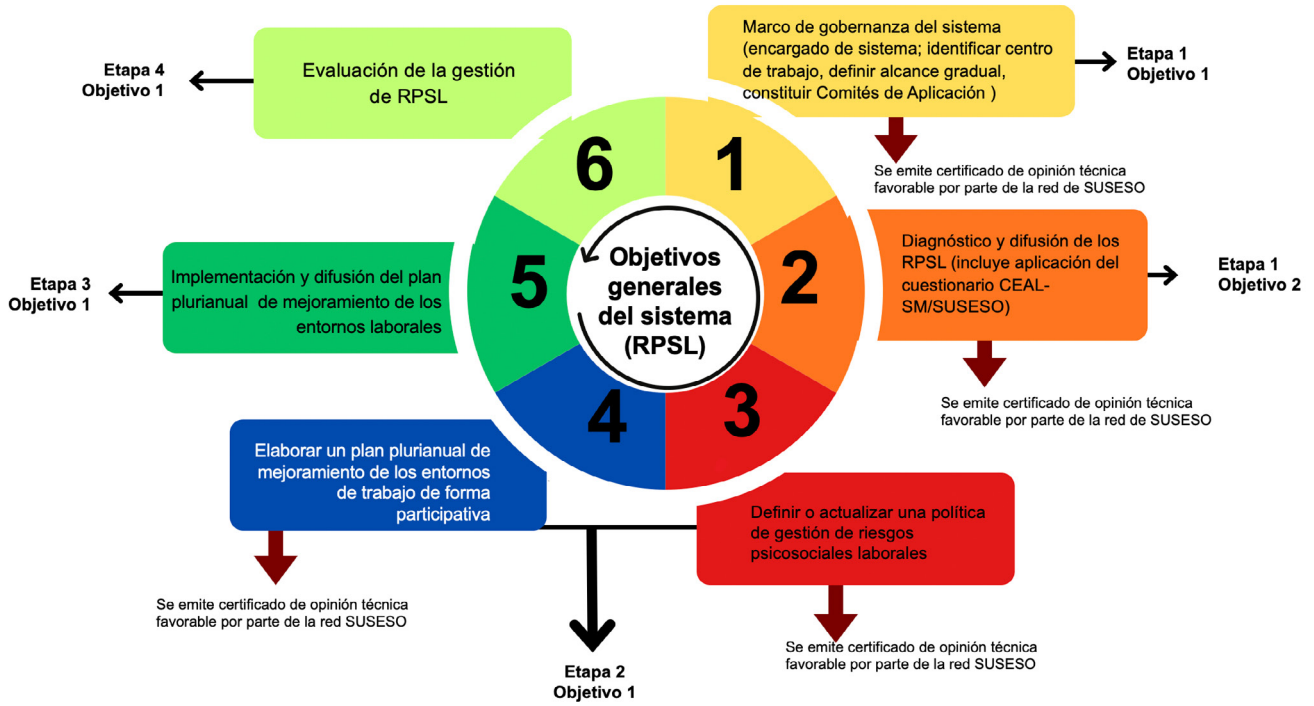 Marco de gobernanza del sistema
(encargado de sistema; identificar centro
de trabajo, definir alcance gradual,
constituir Comités de Aplicación )
Etapa 1
Objetivo 1
Se emite certificado de opinión técnica
favorable por parte de la red de SUSESO
Diagnóstico y difusión de los
RPSL (incluye aplicación del
cuestionario CEAL-
SM/SUSESO)
Etapa 1
Objetivo 2
Se emite certificado de opinión técnica
favorable por parte de la red de SUSESO
Definir o actualizar una política
de gestión de riesgos
psicosociales laborales
Se emite certificado de opinión técnica
favorable por parte de la red SUSESO
Elaborar un plan plurianual de
mejoramiento de los entornos
de trabajo de forma
participativa
Se emite certificado de opinión técnica
favorable por parte de la red SUSESO
Etapa 2
Objetivo 1
Implementación y difusión del plan
plurianual de mejoramiento de los
entornos laborales
Etapa 3
Objetivo 1
Evaluación de la gestión
de RPSL
Etapa 4
Objetivo 1
1
2
3
4
5
6
Objetivos
generales
del sistema
(RPSL)